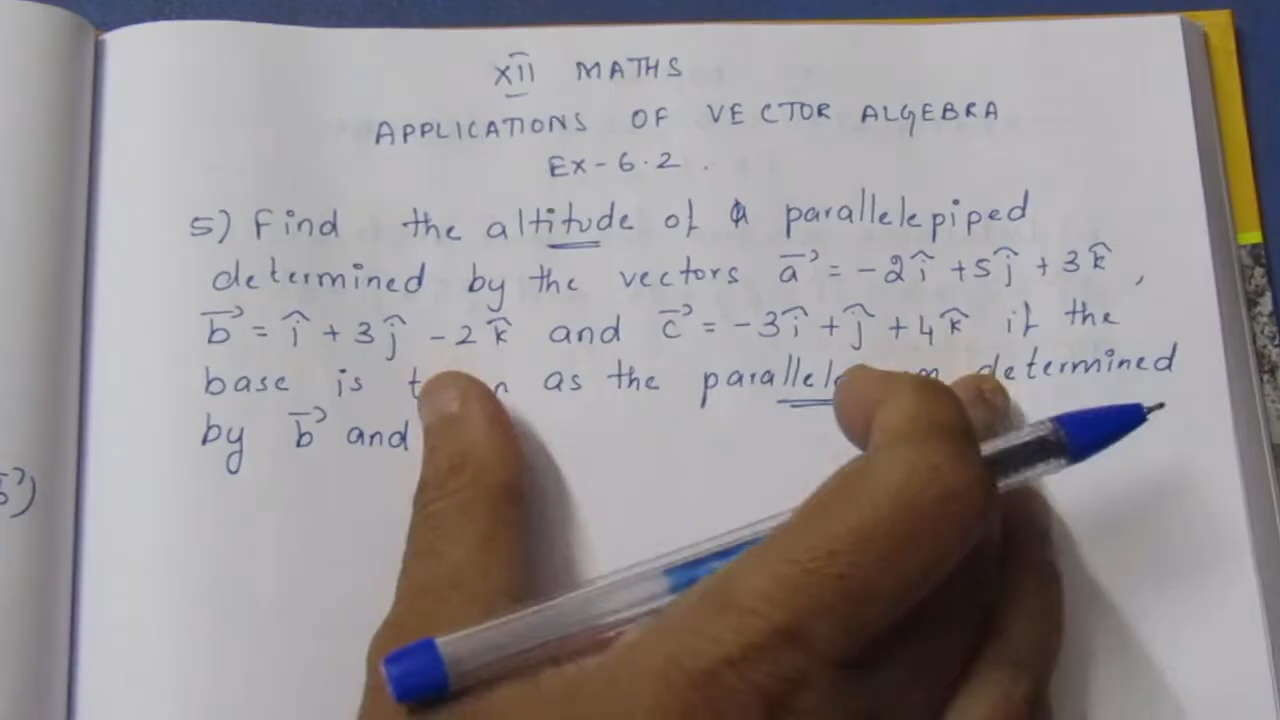 XII MATHS
APPLICATIONS OF VECTOR ALGEBRA
EX-6.2.
5) Find the altitude of a parallelepiped
determined by the vectors a⃗ = -2î + 5ĵ + 3k̂,
b⃗ = î + 3ĵ - 2k̂ and c⃗ = -3î + ĵ + 4k̂ if the
base is as the determined
by b⃗ and